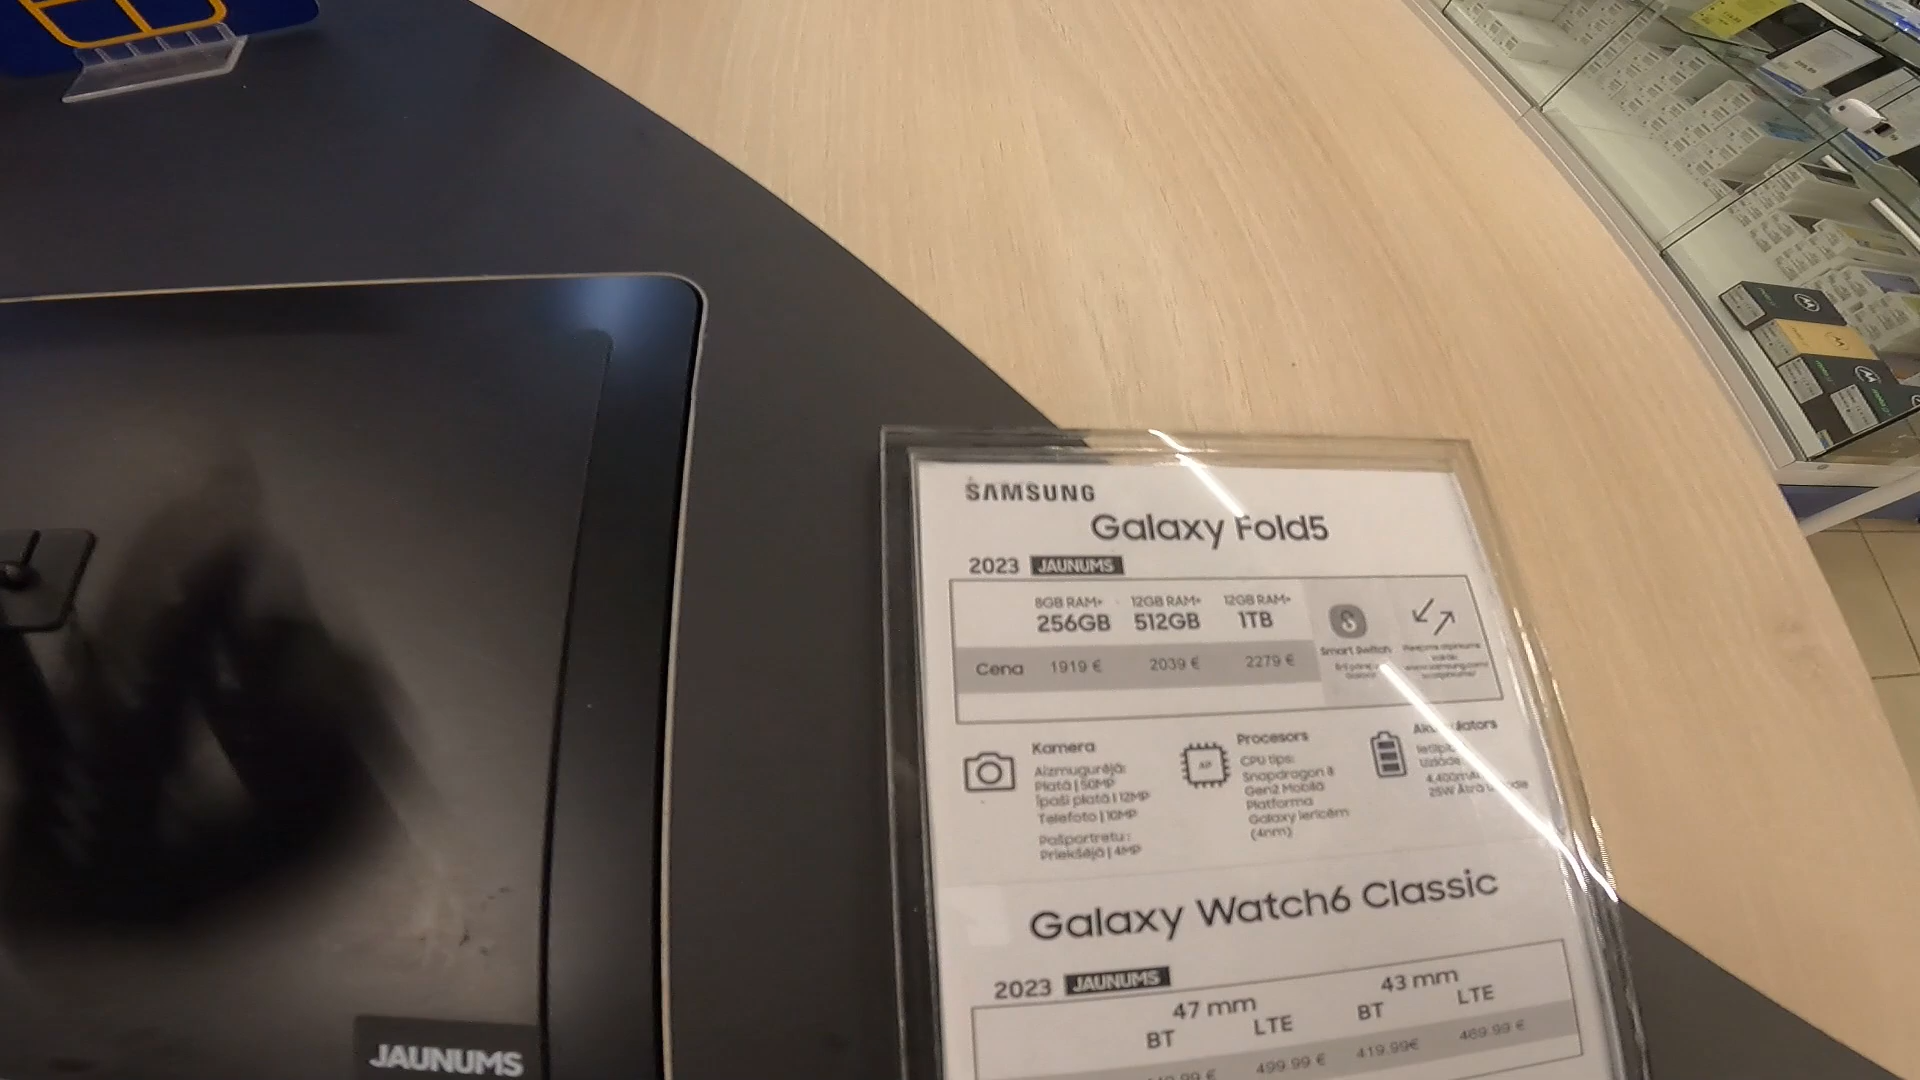 SAMSUNG
Galaxy Fold5
2023 JAUNUMS
8GB RAM+ 12GB RAM+ 12GB RAM+
256GB 512GB 1TB
Smart Switch
Cena 1919 € 2039 € 2279 €
Kamera
Aizmugurējā:
Platā | 50MP
Īpaši platā | 12MP
Telefoto | 10MP
Pašportretu:
Priekšējā | 4MP
Procesors
CPU tips:
Snapdragon 8
Gen2 Mobilā
Platforma
Galaxy ierīcēm
(4nm)
25W Ātrā
Galaxy Watch6 Classic
2023 JAUNUMS
47 mm 43 mm
BT LTE BT LTE
499.99 € 419.99€ 469.99 €
JAUNUMS